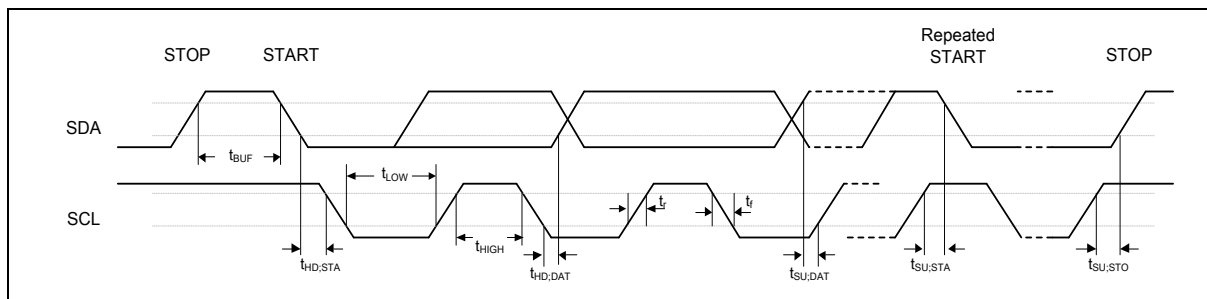 Repeated
STOP START START STOP
SDA
tBUF
tLOW
SCL
tr tf
tHIGH
tHD;STA tHD;DAT tSU;DAT tSU;STA tSU;STO